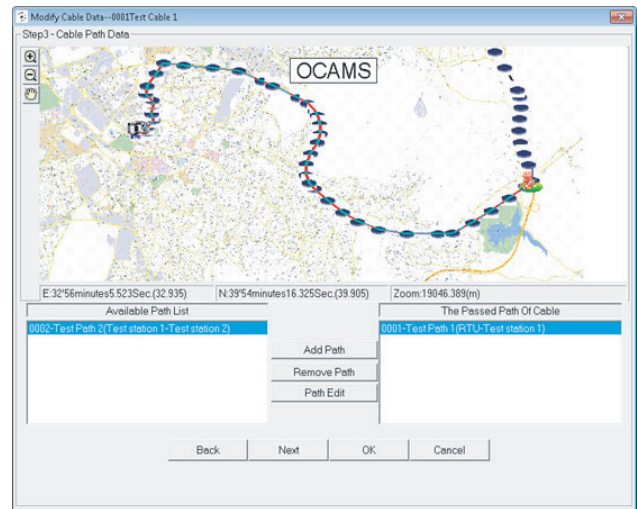 Modify Cable Data--0001Test Cable 1
Step3 - Cable Path Data
OCAMS
E:32'56minutes5.523Sec.(32.935) N:39'54minutes16.325Sec.(39.905) Zoom:19046.389(m)
Available Path List
The Passed Path Of Cable
0002-Test Path 2(Test station 1-Test station 2)
0001-Test Path 1(RTU-Test station 1)
Add Path
Remove Path
Path Edit
Back Next OK Cancel